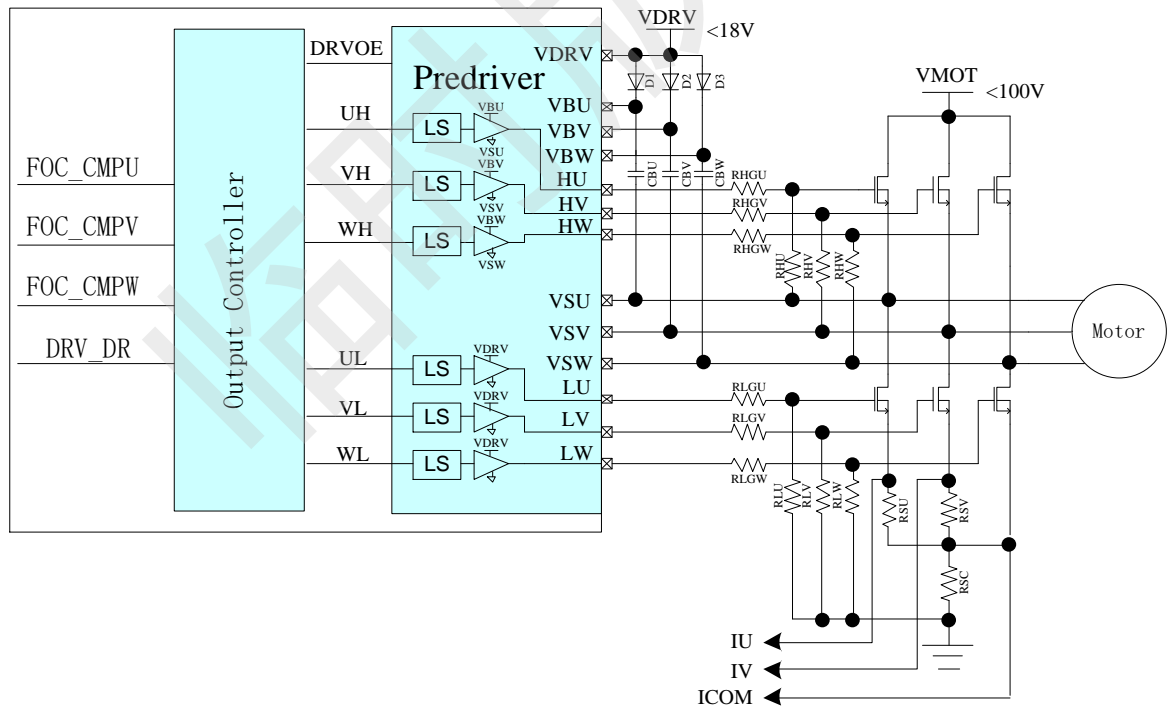 VDRV
<18V
DRVOE
VDRV
Predriver
D1
D2
D3
VMOT
<100V
VBU
UH
LS
VBU
VSU
VBV
VBW
CBU
CBV
CBW
FOC_CMPU
VH
LS
VBV
VSV
HU
RHGU
HV
RHGV
FOC_CMPV
WH
LS
VBW
VSW
HW
RHGW
RHU
RHV
RHW
FOC_CMPW
Output Controller
VSU
VSV
Motor
DRV_DR
VSW
UL
LS
VDRV
LU
RLGU
VL
LS
VDRV
LV
RLGV
WL
LS
VDRV
LW
RLGW
RLU
RLV
RLW
RSU
RSV
RSC
IU
IV
ICOM
临时版